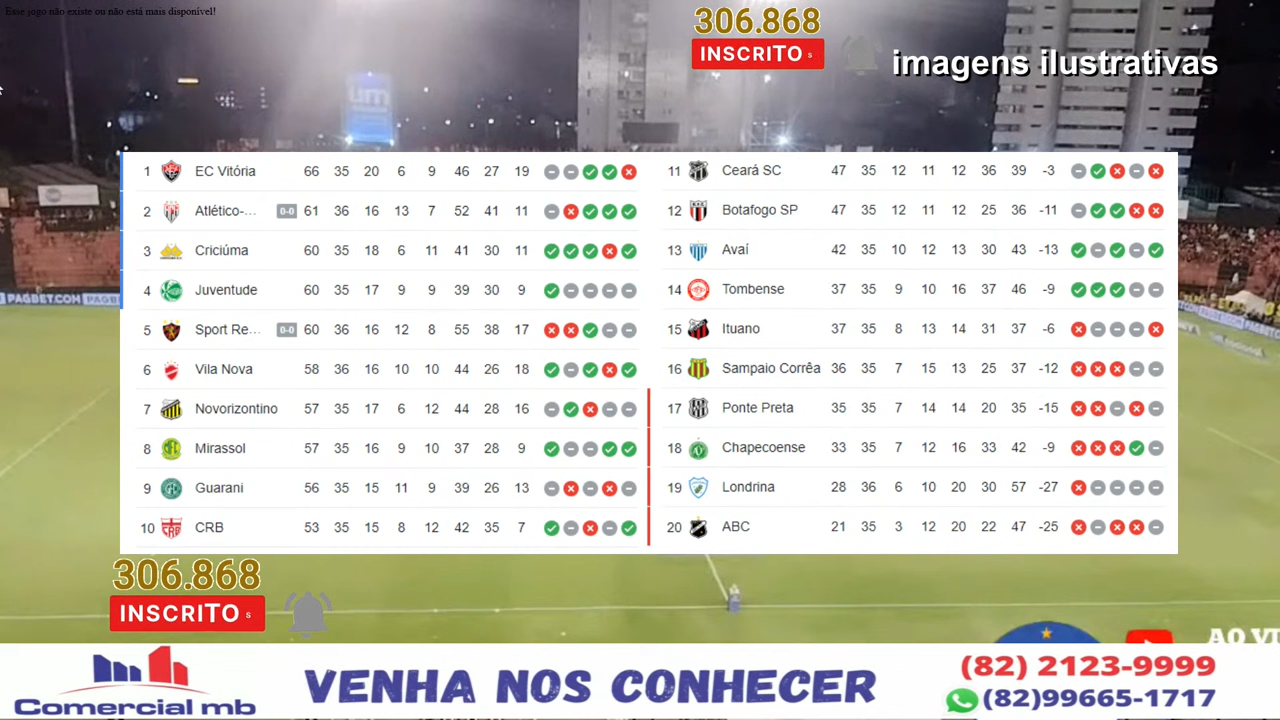 Esse jogo não existe ou não está mais disponível!
306.868
INSCRITO s
imagens ilustrativas
um
1 EC Vitória 66 35 20 6 9 46 27 19
2 Atlético-... 0-0 61 36 16 13 7 52 41 11
3 Criciúma 60 35 18 6 11 41 30 11
4 Juventude 60 35 17 9 9 39 30 9
5 Sport Re... 0-0 60 36 16 12 8 55 38 17
6 Vila Nova 58 36 16 10 10 44 26 18
7 Novorizontino 57 35 17 6 12 44 28 16
8 Mirassol 57 35 16 9 10 37 28 9
9 Guarani 56 35 15 11 9 39 26 13
10 CRB 53 35 15 8 12 42 35 7
11 Ceará SC 47 35 12 11 12 36 39 -3
12 Botafogo SP 47 35 12 11 12 25 36 -11
13 Avaí 42 35 10 12 13 30 43 -13
14 Tombense 37 35 9 10 16 37 46 -9
15 Ituano 37 35 8 13 14 31 37 -6
16 Sampaio Corrêa 36 35 7 15 13 25 37 -12
17 Ponte Preta 35 35 7 14 14 20 35 -15
18 Chapecoense 33 35 7 12 16 33 42 -9
19 Londrina 28 36 6 10 20 30 57 -27
20 ABC 21 35 3 12 20 22 47 -25
PAGBET.COM PAGB
306.868
INSCRITO s
AO VI
Comercial mb
VENHA NOS CONHECER
(82) 2123-9999
(82)99665-1717